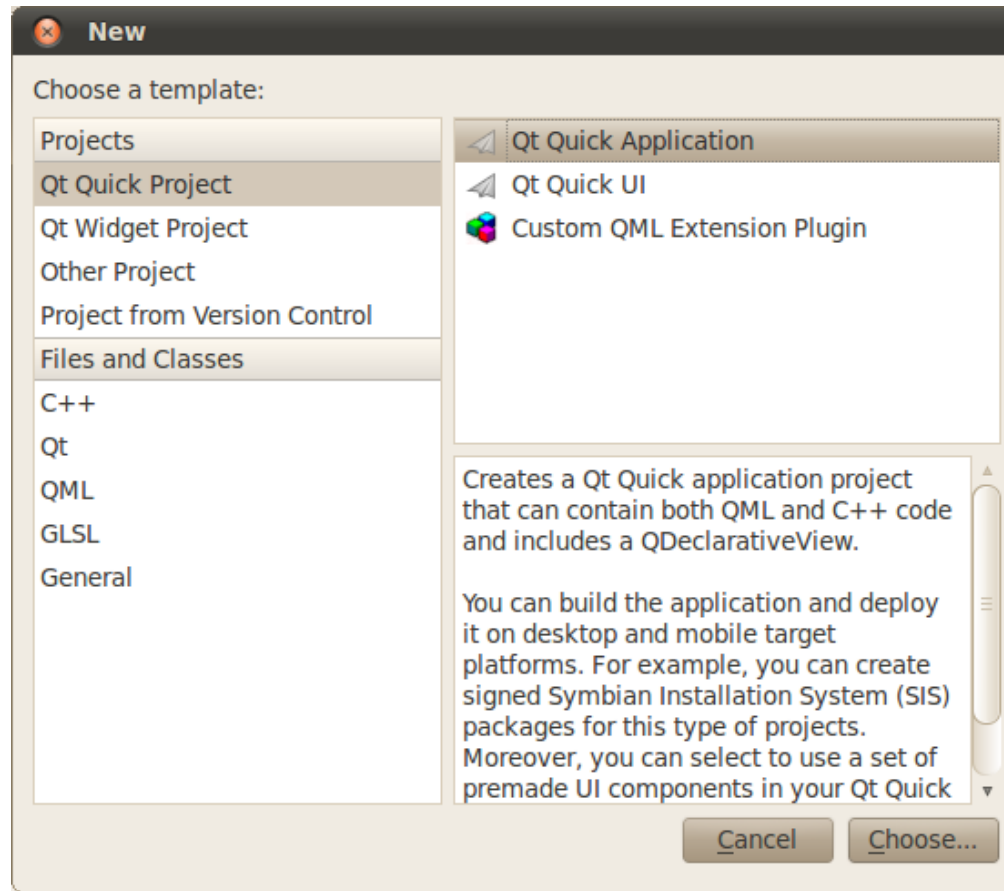 New
Choose a template:
Projects
Qt Quick Project
Qt Widget Project
Other Project
Project from Version Control
Files and Classes
C++
Qt
QML
GLSL
General
Qt Quick Application
Qt Quick UI
Custom QML Extension Plugin
Creates a Qt Quick application project
that can contain both QML and C++ code
and includes a QDeclarativeView.
You can build the application and deploy
it on desktop and mobile target
platforms. For example, you can create
signed Symbian Installation System (SIS)
packages for this type of projects.
Moreover, you can select to use a set of
premade UI components in your Qt Quick
Cancel
Choose...